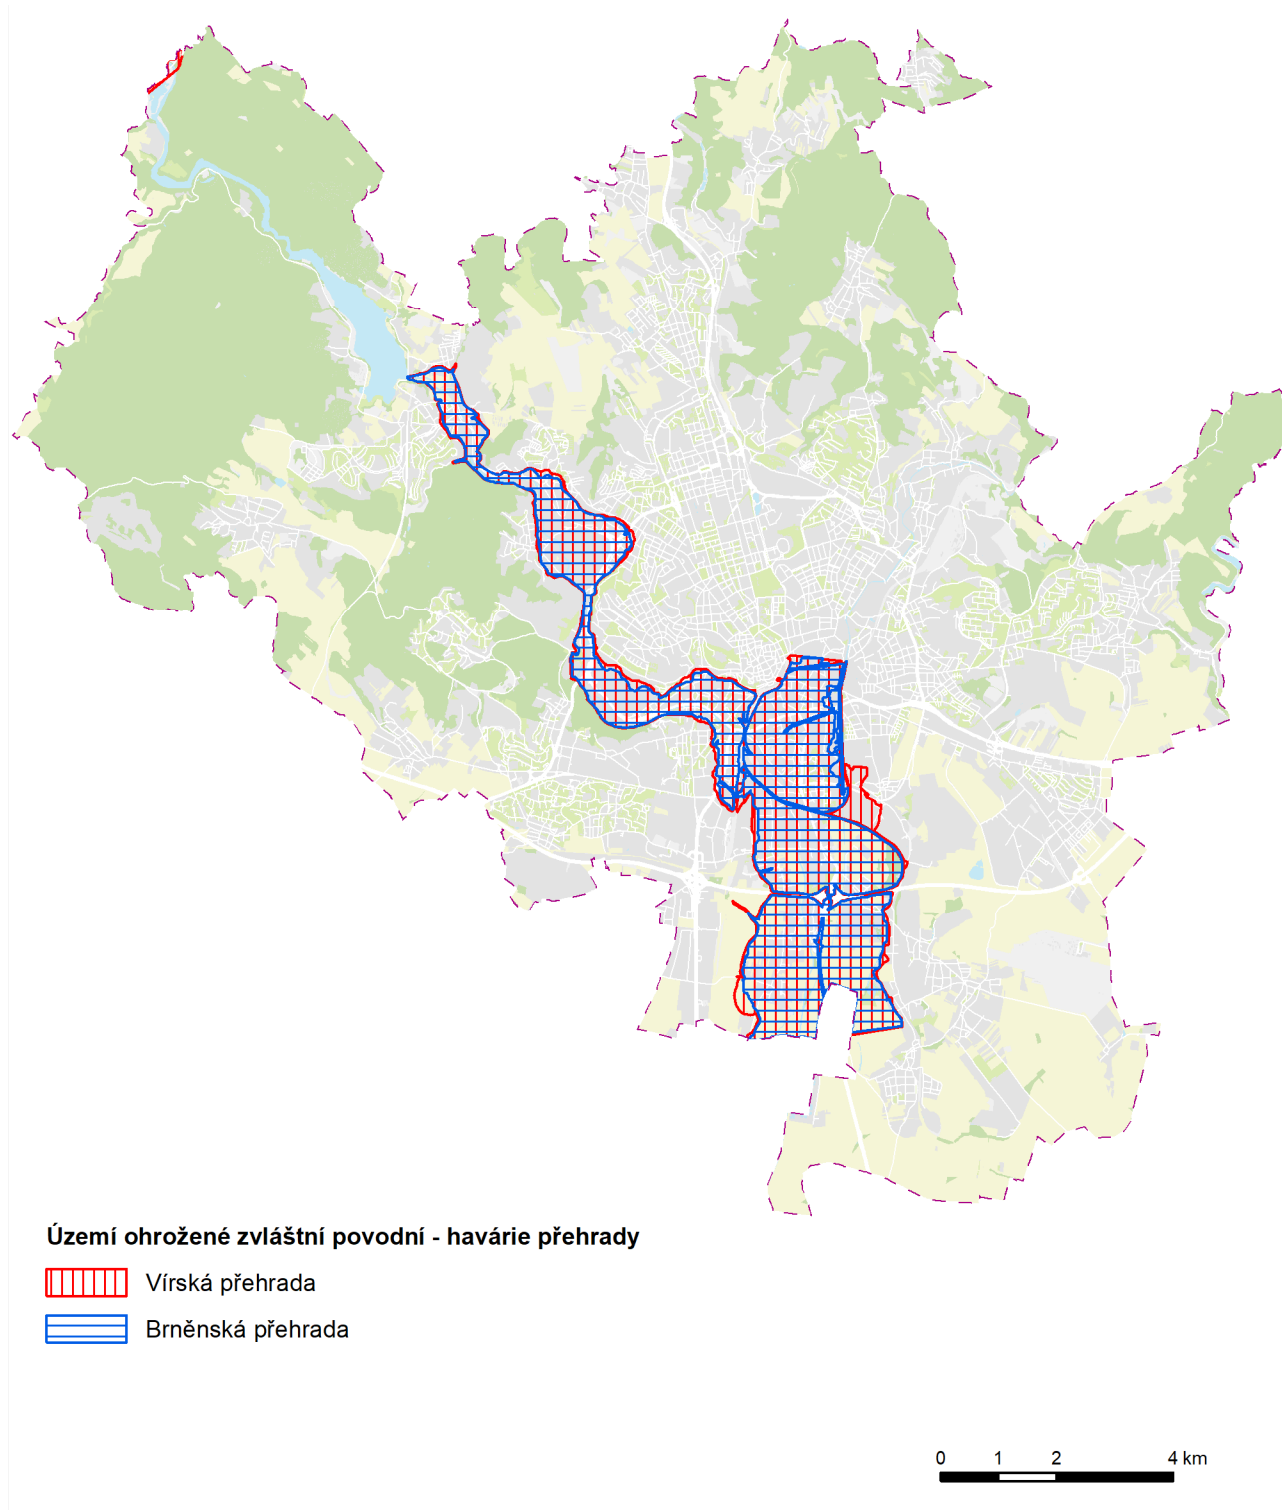 Území ohrožené zvláštní povodní - havárie přehrady
Vírská přehrada
Brněnská přehrada
0 1 2 4 km